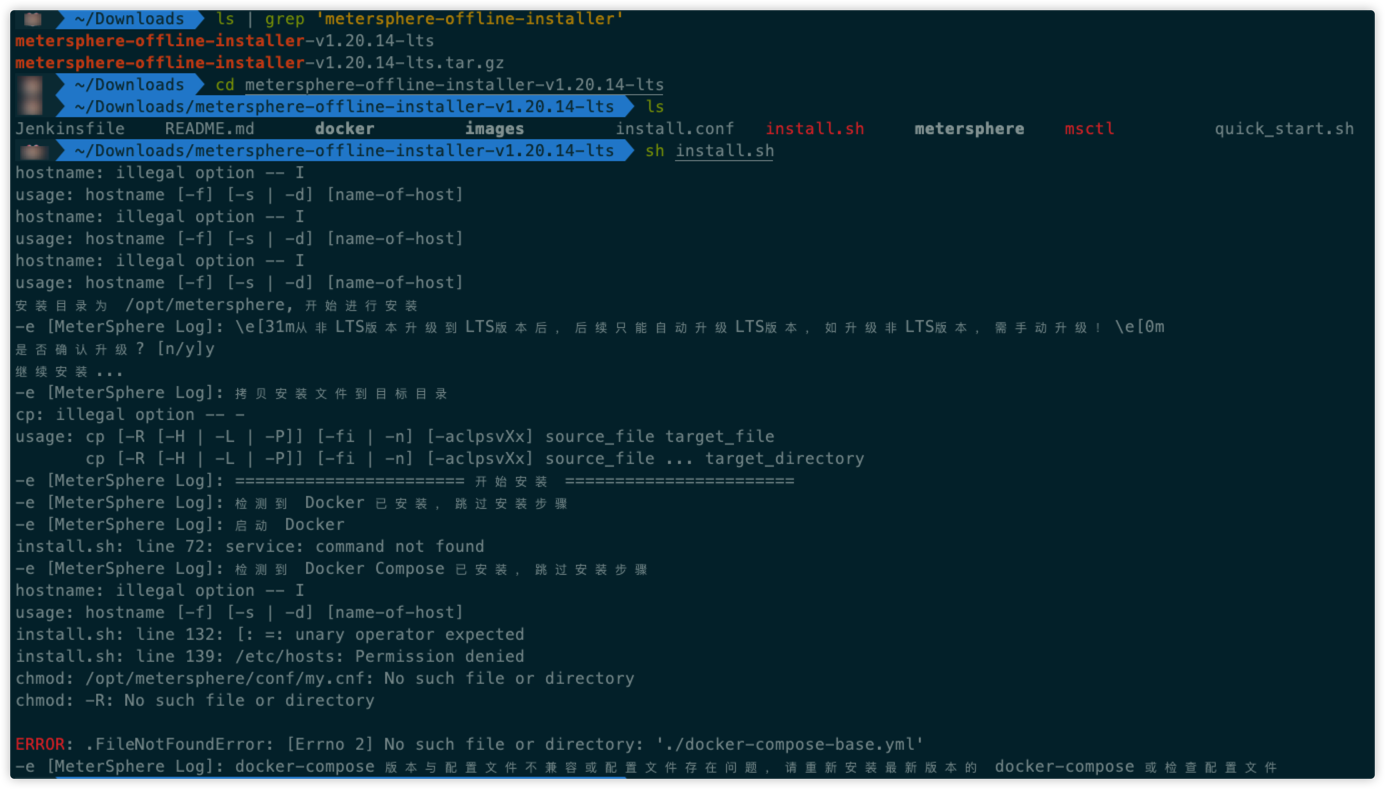 ~/Downloads ls | grep 'metersphere-offline-installer'
metersphere-offline-installer-v1.20.14-lts
metersphere-offline-installer-v1.20.14-lts.tar.gz
~/Downloads cd metersphere-offline-installer-v1.20.14-lts
~/Downloads/metersphere-offline-installer-v1.20.14-lts ls
Jenkinsfile README.md docker images install.conf install.sh metersphere msctl quick_start.sh
~/Downloads/metersphere-offline-installer-v1.20.14-lts sh install.sh
hostname: illegal option -- I
usage: hostname [-f] [-s | -d] [name-of-host]
hostname: illegal option -- I
usage: hostname [-f] [-s | -d] [name-of-host]
hostname: illegal option -- I
usage: hostname [-f] [-s | -d] [name-of-host]
安装目录为 /opt/metersphere, 开始进行安装
-e [MeterSphere Log]: \e[31m从非LTS版本升级到LTS版本后, 后续只能自动升级LTS版本, 如升级非LTS版本, 需手动升级! \e[0m
是否确认升级? [n/y]y
继续安装...
-e [MeterSphere Log]: 拷贝安装文件到目标目录
cp: illegal option -- -
usage: cp [-R [-H | -L | -P]] [-fi | -n] [-aclpsvXx] source_file target_file
cp [-R [-H | -L | -P]] [-fi | -n] [-aclpsvXx] source_file ... target_directory
-e [MeterSphere Log]: ======================= 开始安装 =======================
-e [MeterSphere Log]: 检测到 Docker 已安装, 跳过安装步骤
-e [MeterSphere Log]: 启动 Docker
install.sh: line 72: service: command not found
-e [MeterSphere Log]: 检测到 Docker Compose 已安装, 跳过安装步骤
hostname: illegal option -- I
usage: hostname [-f] [-s | -d] [name-of-host]
install.sh: line 132: [: =: unary operator expected
install.sh: line 139: /etc/hosts: Permission denied
chmod: /opt/metersphere/conf/my.cnf: No such file or directory
chmod: -R: No such file or directory
ERROR: .FileNotFoundError: [Errno 2] No such file or directory: './docker-compose-base.yml'
-e [MeterSphere Log]: docker-compose 版本与配置文件不兼容或配置文件存在问题, 请重新安装最新版本的 docker-compose 或检查配置文件